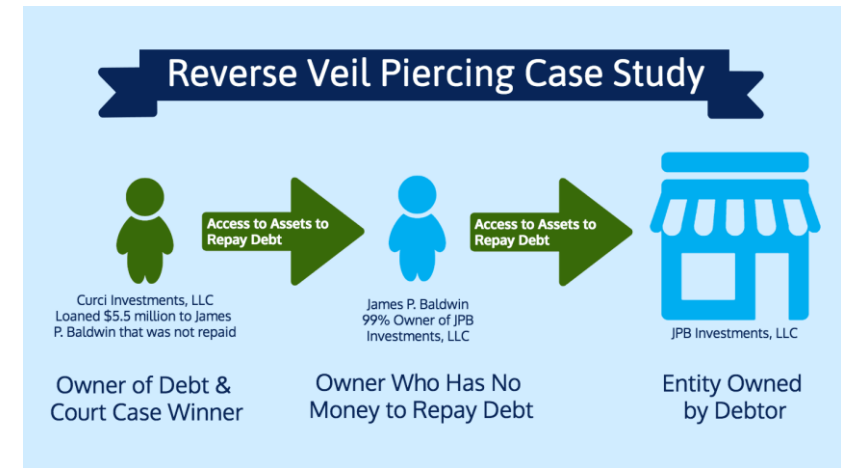 Reverse Veil Piercing Case Study
Access to Assets to
Repay Debt
Access to Assets to
Repay Debt
Curci Investments, LLC
Loaned $5.5 million to James
P. Baldwin that was not repaid
James P. Baldwin
99% Owner of JPB
Investments, LLC
JPB Investments, LLC
Owner of Debt &
Court Case Winner
Owner Who Has No
Money to Repay Debt
Entity Owned
by Debtor